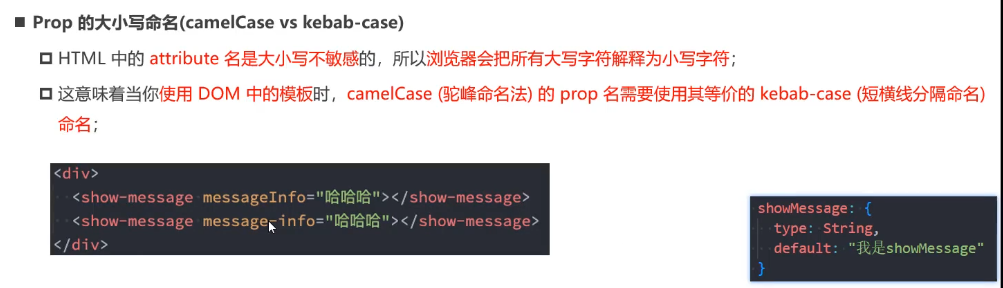 Prop 的大小写命名(camelCase vs kebab-case)
HTML 中的 attribute 名是大小写不敏感的，所以浏览器会把所有大写字符解释为小写字符；
这意味着当你使用 DOM 中的模板时，camelCase (驼峰命名法) 的 prop 名需要使用其等价的 kebab-case (短横线分隔命名)
命名；
<div>
<show-message messageInfo="哈哈哈"></show-message>
<show-message message-info="哈哈哈"></show-message>
</div>
showMessage: {
type: String,
default: "我是showMessage"
}